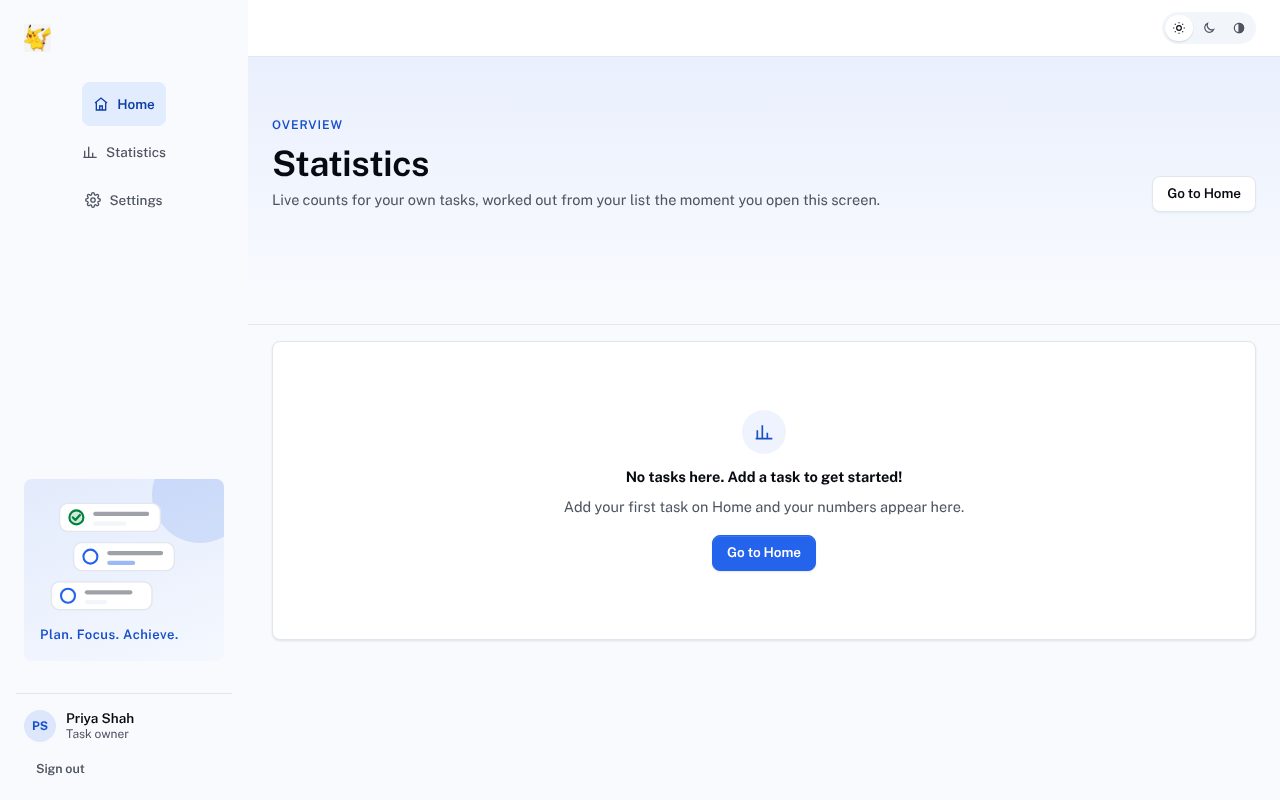 Home
Statistics
Settings
Plan. Focus. Achieve.
PS
Priya Shah
Task owner
Sign out
OVERVIEW
Statistics
Live counts for your own tasks, worked out from your list the moment you open this screen.
Go to Home
No tasks here. Add a task to get started!
Add your first task on Home and your numbers appear here.
Go to Home